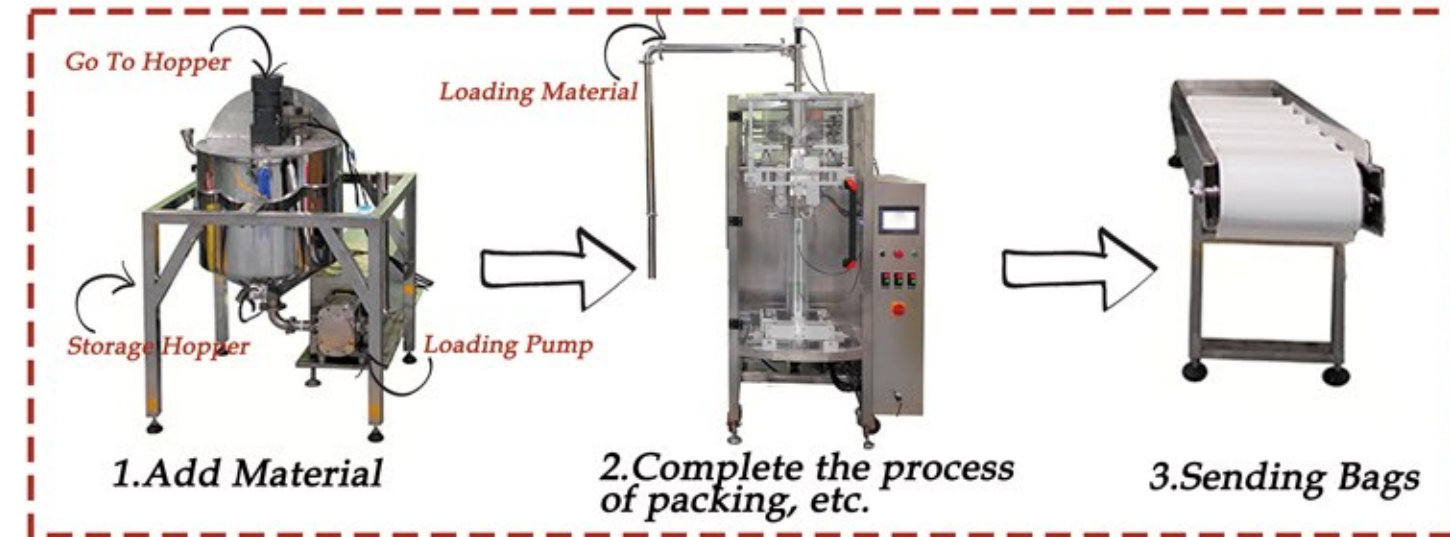 Go To Hopper
Loading Material
Storage Hopper
Loading Pump
1.Add Material
2.Complete the process
of packing, etc.
3.Sending Bags